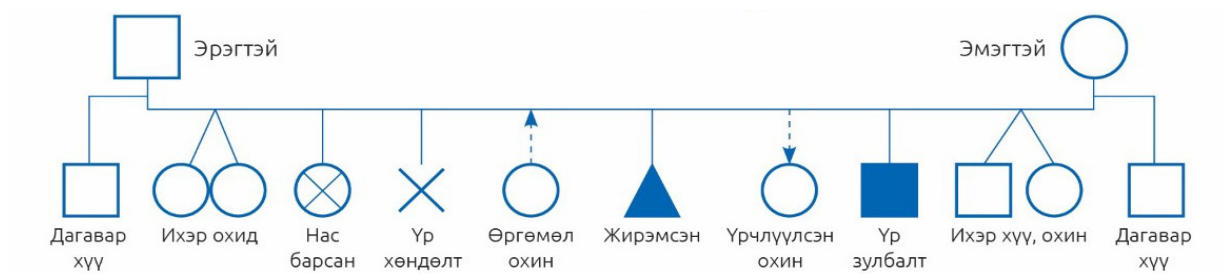 Эрэгтэй
Эмэгтэй
Дагавар
хүү
Ихэр охид
Нас
барсан
Үр
хөндөлт
Өргөмөл
охин
Жирэмсэн
Үрчлүүлсэн
охин
Үр
зулбалт
Ихэр хүү, охин
Дагавар
хүү